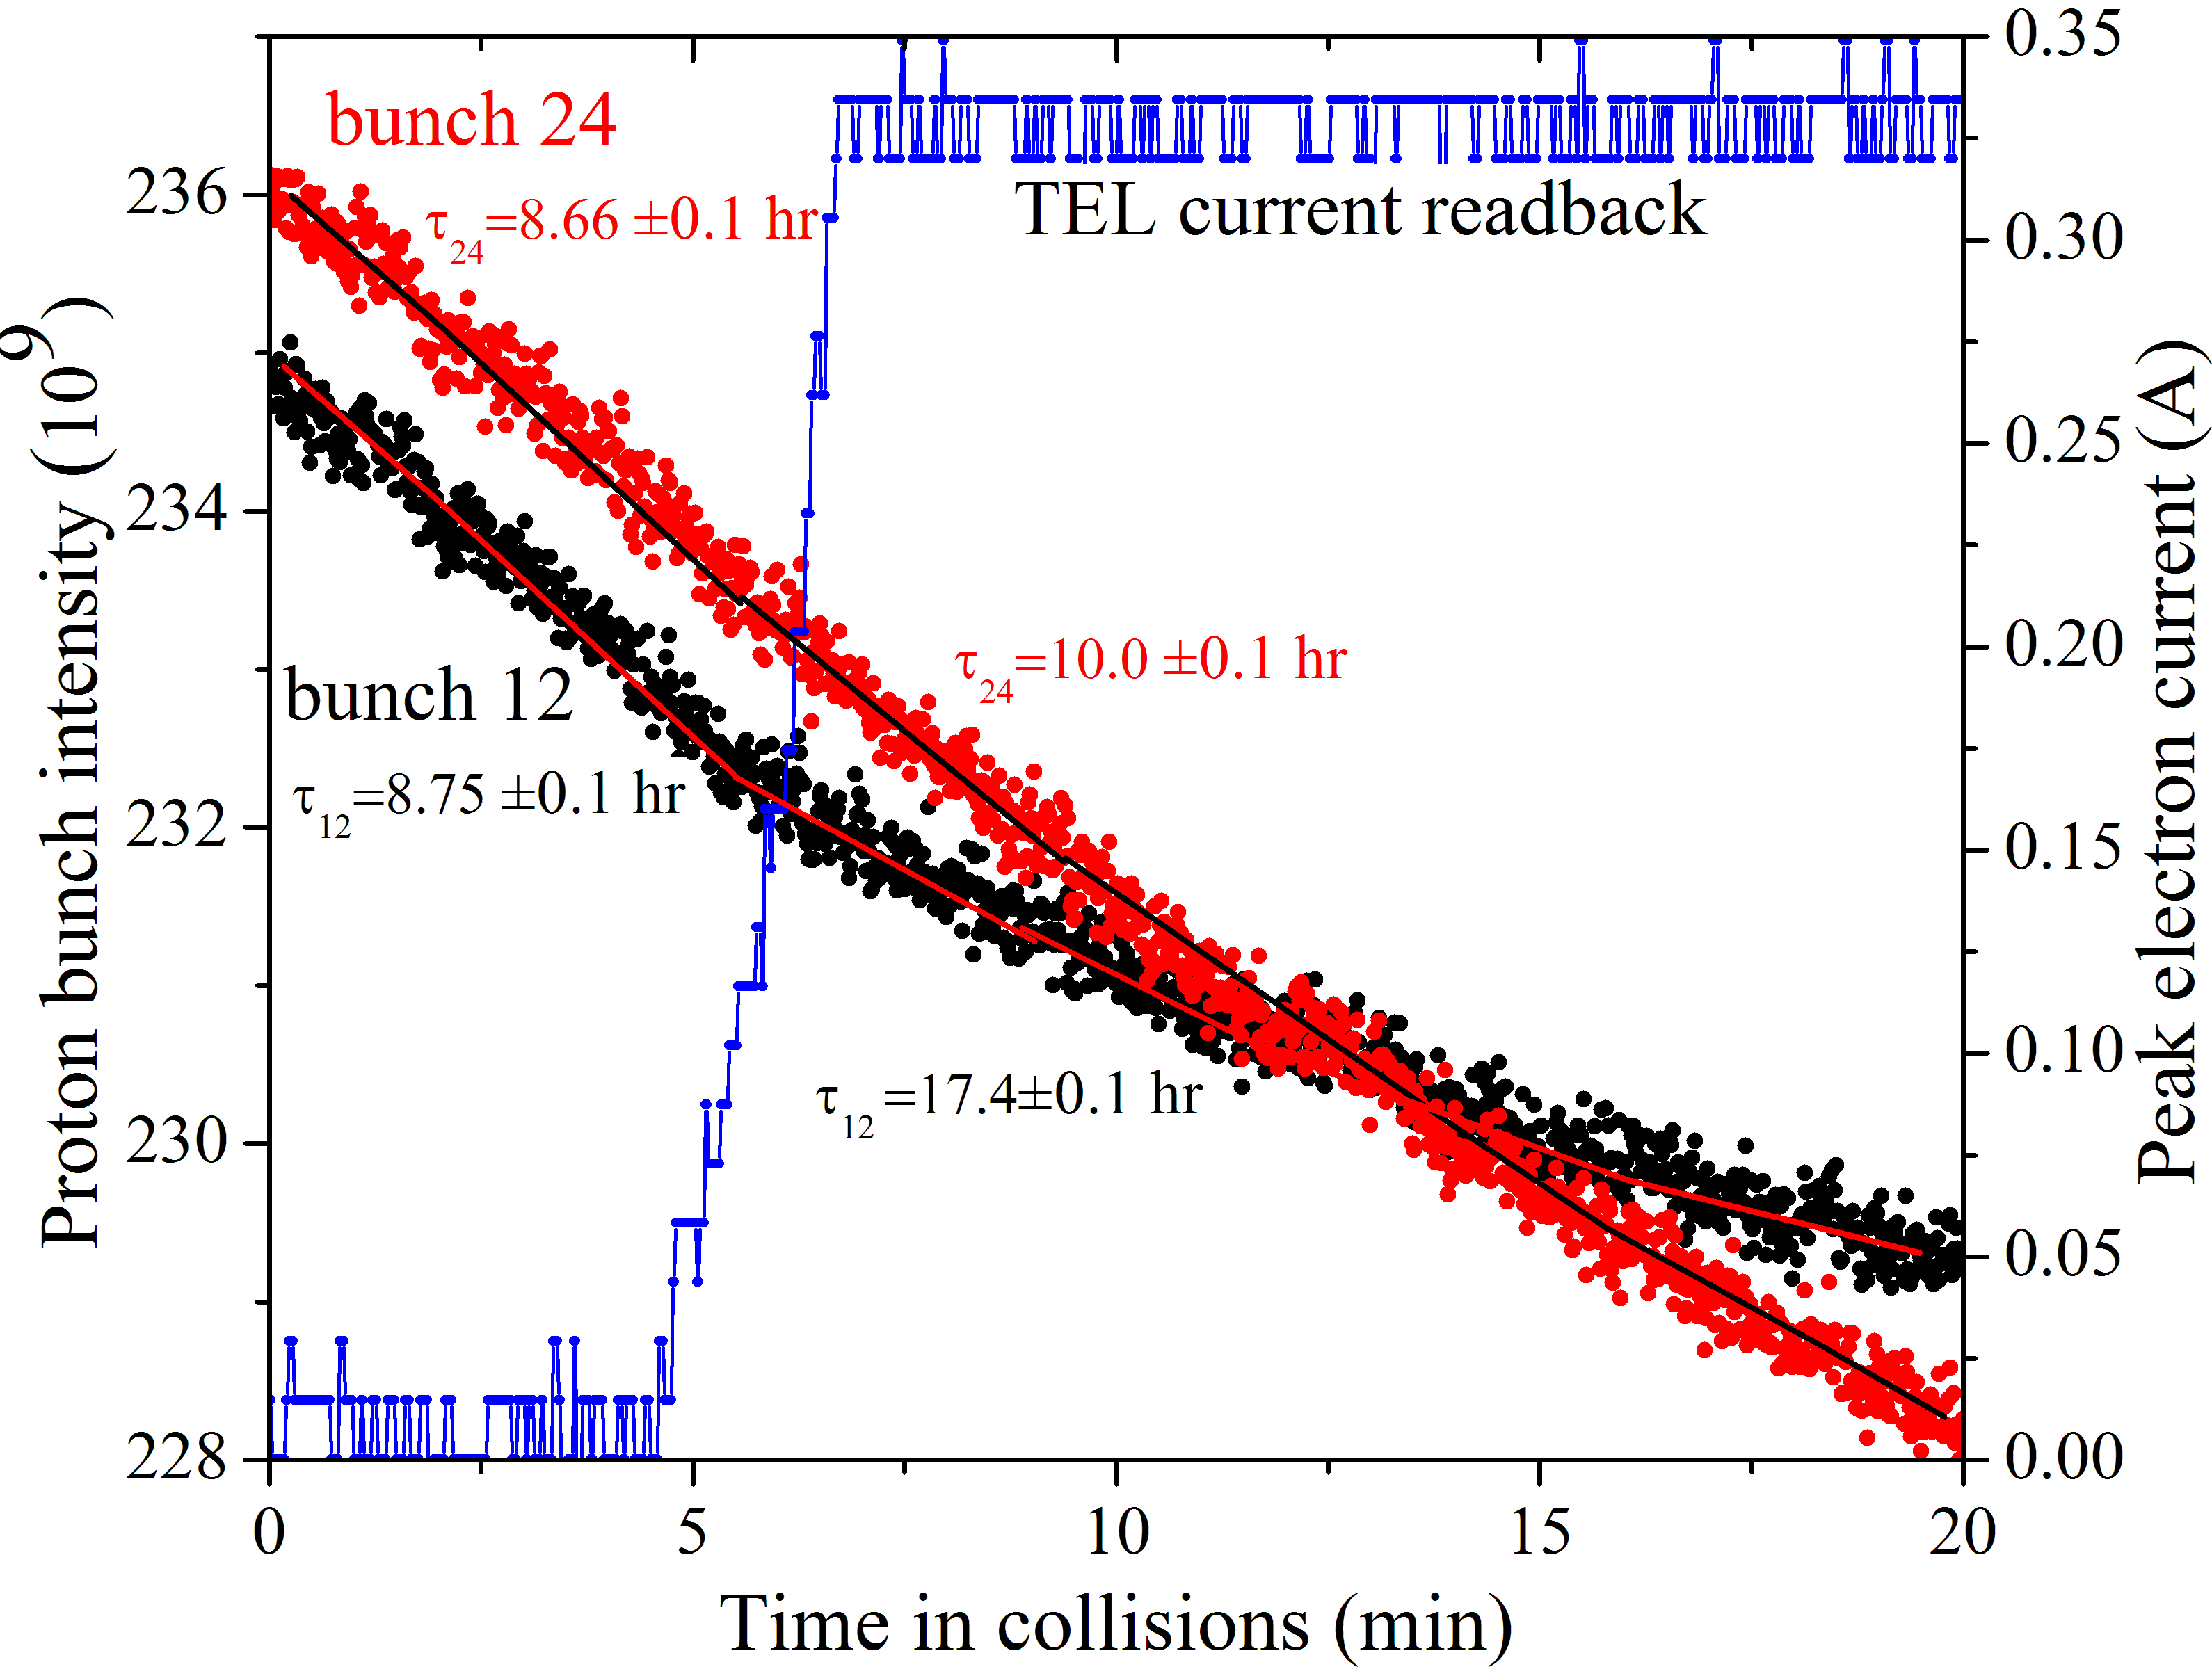 bunch 24
τ24=8.66 ±0.1 hr
TEL current readback
τ24=10.0 ±0.1 hr
bunch 12
τ12=8.75 ±0.1 hr
τ12=17.4±0.1 hr
Proton bunch intensity (10^9)
236
234
232
230
228
Peak electron current (A)
0.35
0.30
0.25
0.20
0.15
0.10
0.05
0.00
0 5 10 15 20
Time in collisions (min)